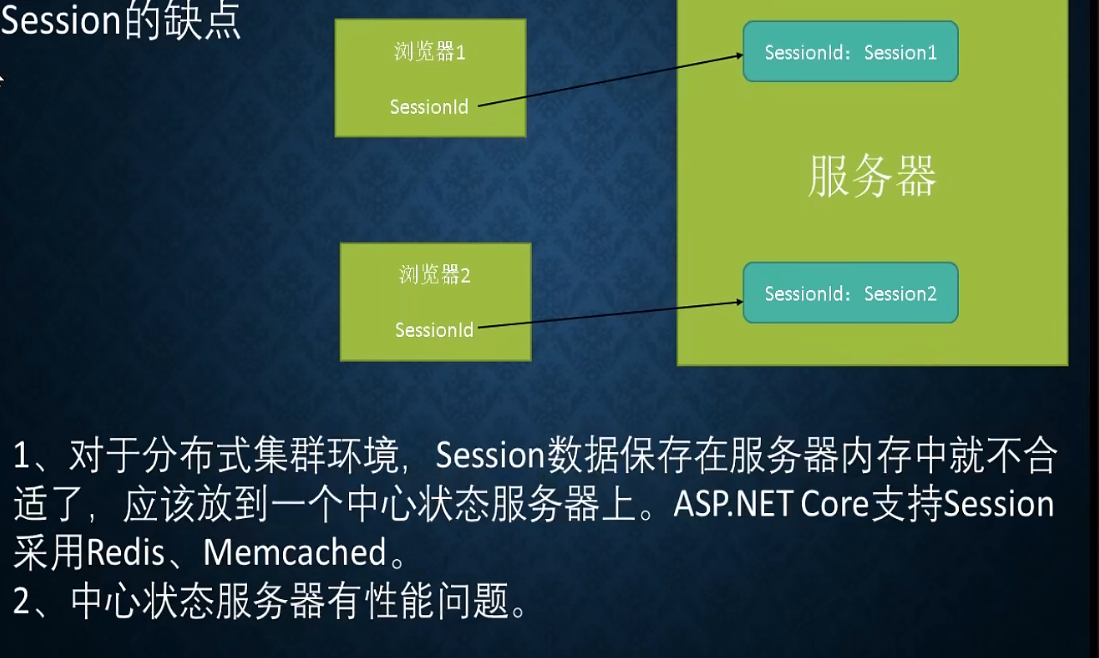 Session的缺点
浏览器1
SessionId
SessionId：Session1
服务器
浏览器2
SessionId
SessionId：Session2
1、对于分布式集群环境，Session数据保存在服务器内存中就不合
适了，应该放到一个中心状态服务器上。ASP.NET Core支持Session
采用Redis、Memcached。
2、中心状态服务器有性能问题。